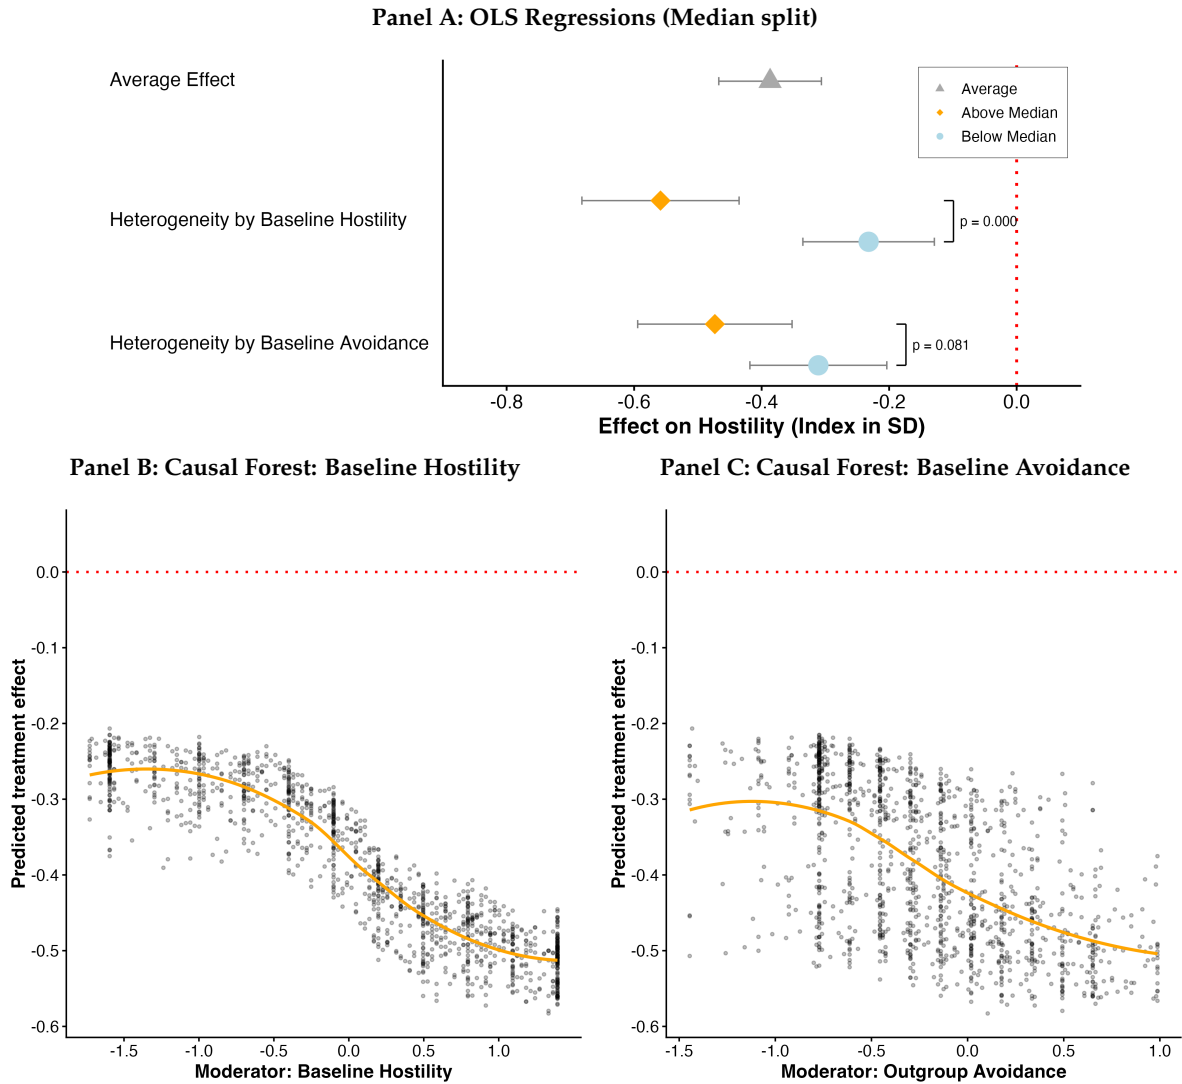 Panel A: OLS Regressions (Median split)
Average Effect
Average
Above Median
Below Median
Heterogeneity by Baseline Hostility
p = 0.000
Heterogeneity by Baseline Avoidance
p = 0.081
-0.8 -0.6 -0.4 -0.2 0.0
Effect on Hostility (Index in SD)
Panel B: Causal Forest: Baseline Hostility
Predicted treatment effect
0.0
-0.1
-0.2
-0.3
-0.4
-0.5
-0.6
-1.5 -1.0 -0.5 0.0 0.5 1.0
Moderator: Baseline Hostility
Panel C: Causal Forest: Baseline Avoidance
Predicted treatment effect
0.0
-0.1
-0.2
-0.3
-0.4
-0.5
-0.6
-1.5 -1.0 -0.5 0.0 0.5 1.0
Moderator: Outgroup Avoidance